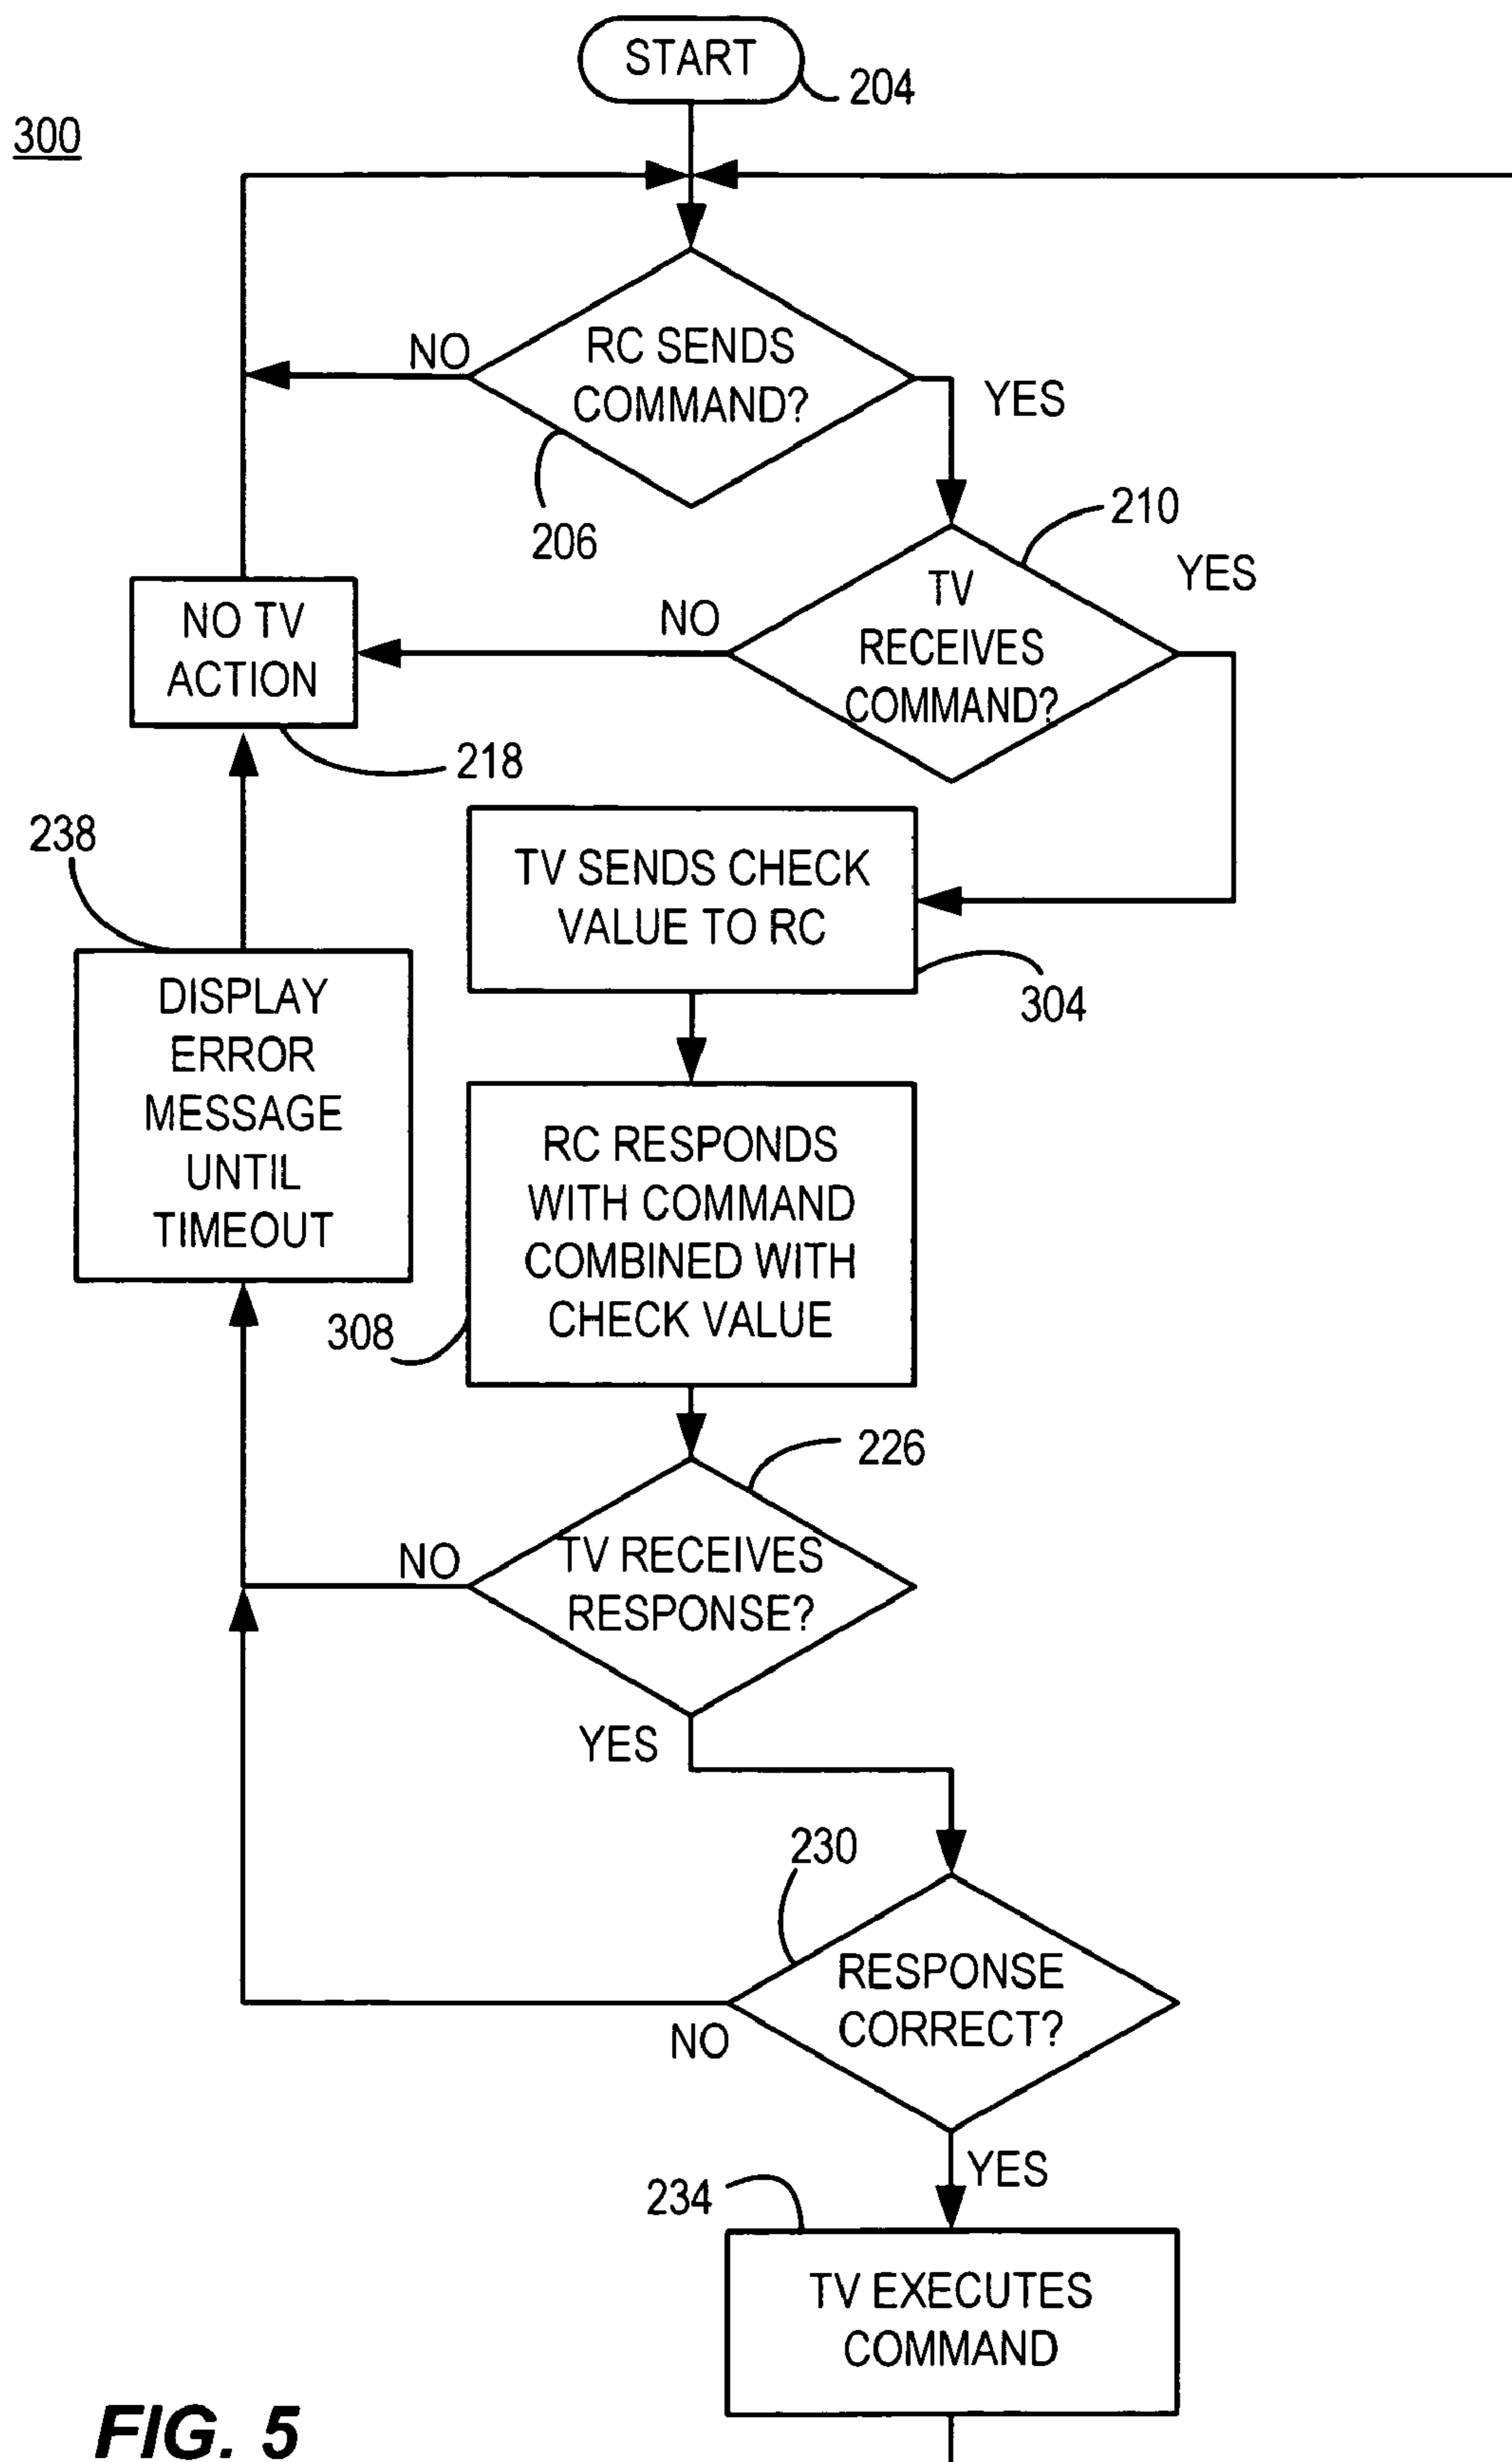 START
204
300
NO
RC SENDS
COMMAND?
YES
206
210
YES
NO
TV
RECEIVES
COMMAND?
NO TV
ACTION
218
238
TV SENDS CHECK
VALUE TO RC
304
DISPLAY
ERROR
MESSAGE
UNTIL
TIMEOUT
RC RESPONDS
WITH COMMAND
COMBINED WITH
CHECK VALUE
308
226
NO
TV RECEIVES
RESPONSE?
YES
230
RESPONSE
CORRECT?
NO
YES
234
TV EXECUTES
COMMAND
FIG. 5